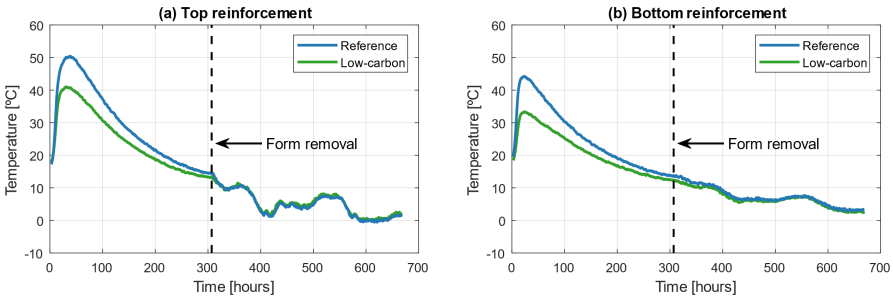 (a) Top reinforcement
60
50
40
30
20
10
0
-10
Temperature [ºC]
Reference
Low-carbon
Form removal
0 100 200 300 400 500 600 700
Time [hours]
(b) Bottom reinforcement
60
50
40
30
20
10
0
-10
Temperature [ºC]
Reference
Low-carbon
Form removal
0 100 200 300 400 500 600 700
Time [hours]